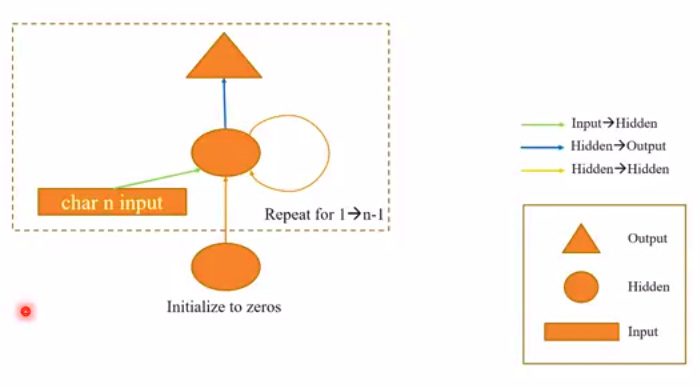 char n input
Repeat for 1→n-1
Initialize to zeros
Input→Hidden
Hidden→Output
Hidden→Hidden
Output
Hidden
Input